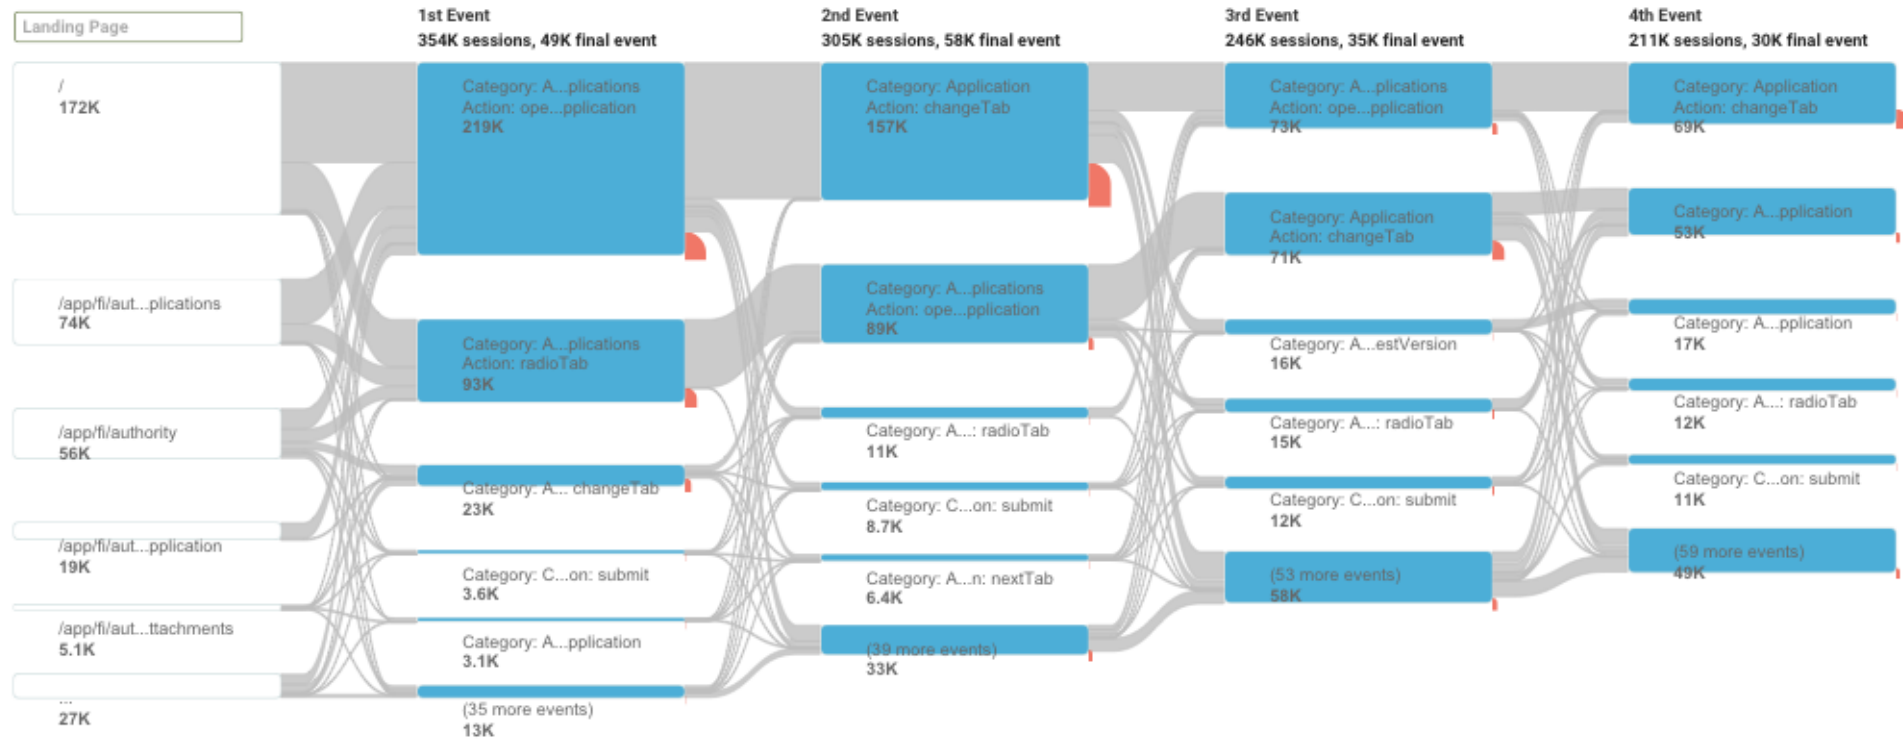 Landing Page
/
172K
/app/fi/aut...plications
74K
/app/fi/authority
56K
/app/fi/aut...pplication
19K
/app/fi/aut...ttachments
5.1K
...
27K
1st Event
354K sessions, 49K final event
Category: A...plications
Action: ope...pplication
219K
Category: A...plications
Action: radioTab
93K
Category: A... changeTab
23K
Category: C...on: submit
3.6K
Category: A...pplication
3.1K
(35 more events)
13K
2nd Event
305K sessions, 58K final event
Category: Application
Action: changeTab
157K
Category: A...plications
Action: ope...pplication
89K
Category: A...: radioTab
11K
Category: C...on: submit
8.7K
Category: A...n: nextTab
6.4K
(39 more events)
33K
3rd Event
246K sessions, 35K final event
Category: A...plications
Action: ope...pplication
73K
Category: Application
Action: changeTab
71K
Category: A...estVersion
16K
Category: A...: radioTab
15K
Category: C...on: submit
12K
(53 more events)
58K
4th Event
211K sessions, 30K final event
Category: Application
Action: changeTab
69K
Category: A...pplication
53K
Category: A...pplication
17K
Category: A...: radioTab
12K
Category: C...on: submit
11K
(59 more events)
49K